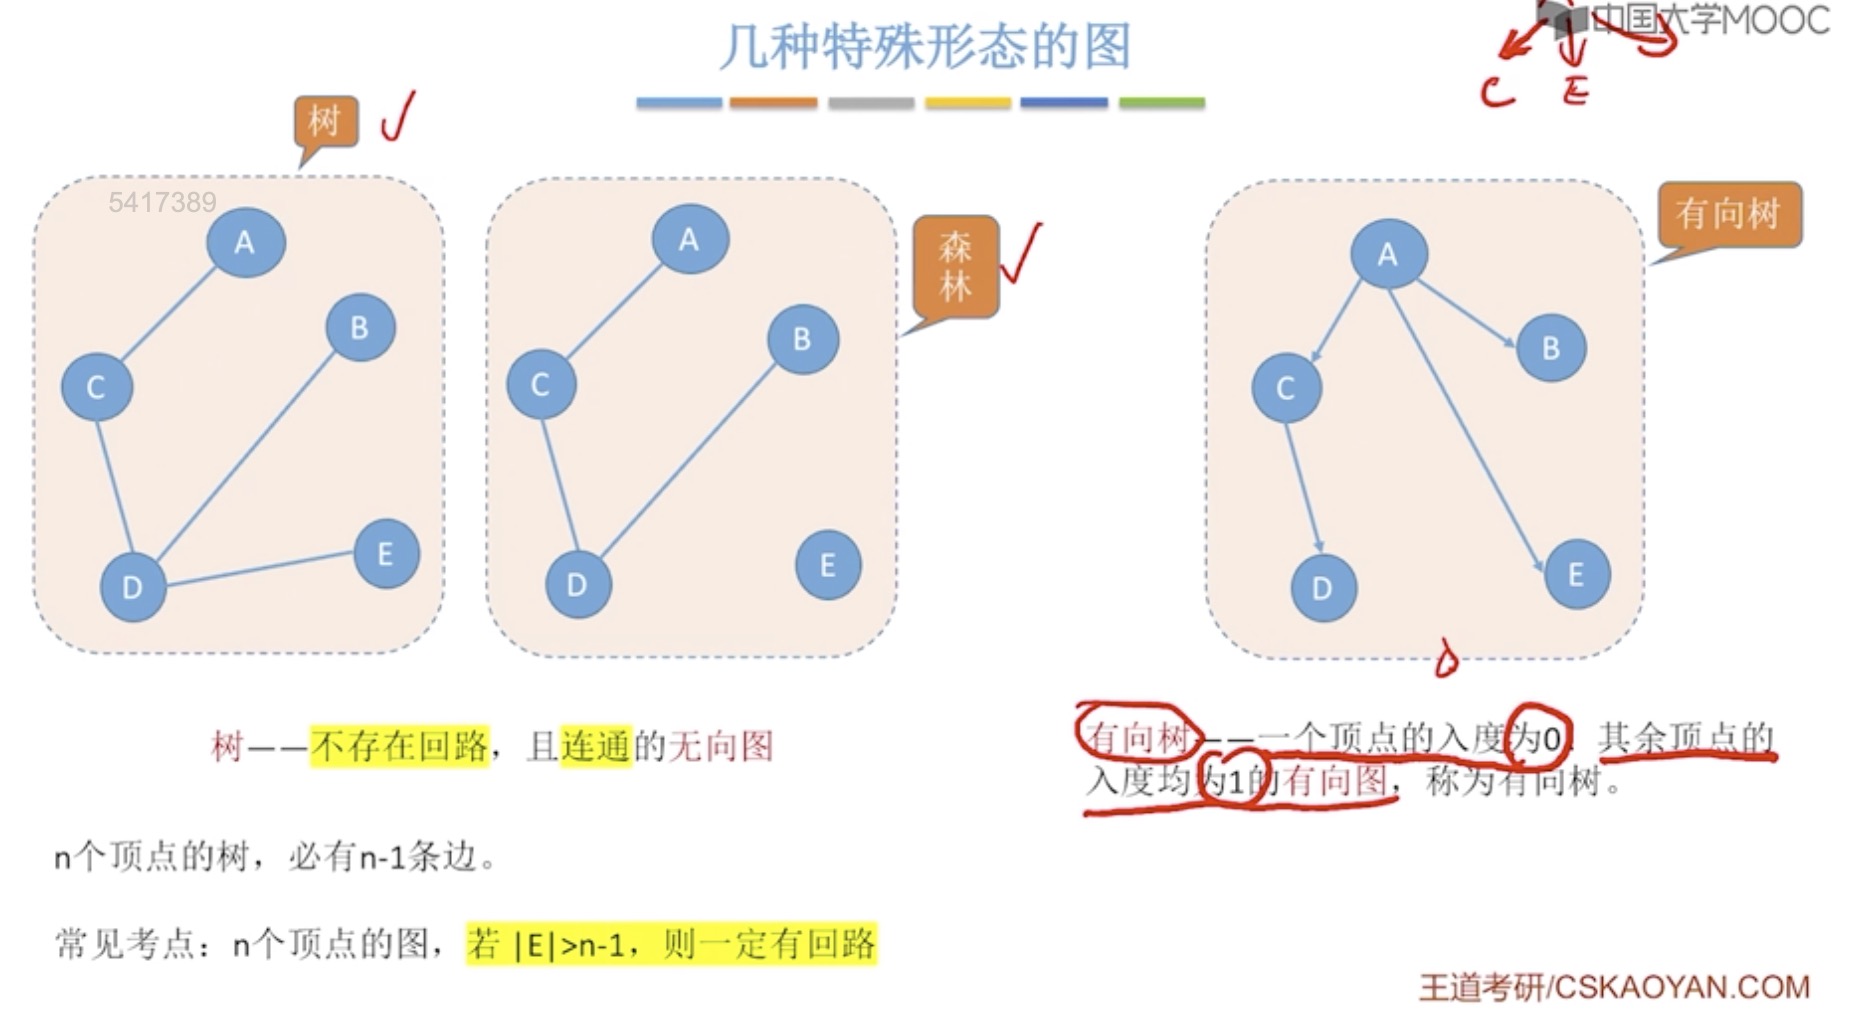 中国大学MOOC
几种特殊形态的图
C E
树
5417389
A
B
C
D
E
森
林
A
B
C
D
E
有向树
A
B
C
D
E
D
树——不存在回路，且连通的无向图
n个顶点的树，必有n-1条边。
常见考点：n个顶点的图，若 |E|>n-1，则一定有回路
有向树——一个顶点的入度为0、其余顶点的
入度均为1的有向图，称为有向树。
王道考研/CSKAOYAN.COM